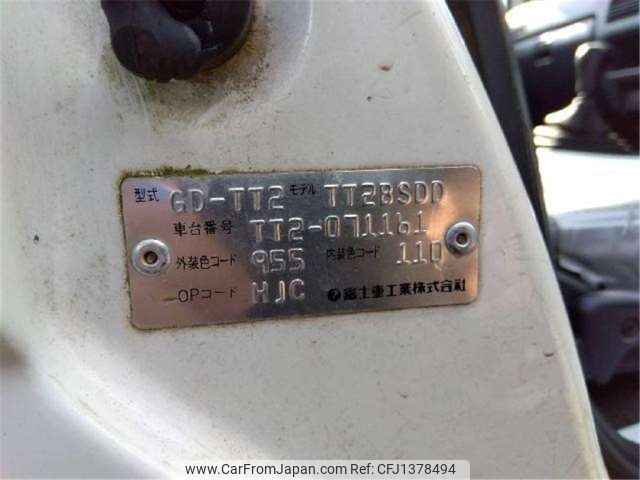 型式 GD-TT2 モデル TT2BSDD
車台番号 TT2-071161
外装色コード 955 内装色コード 110
OPコード HJC 富士重工業株式会社
CarFromJapan.com ID: CFJ1378494